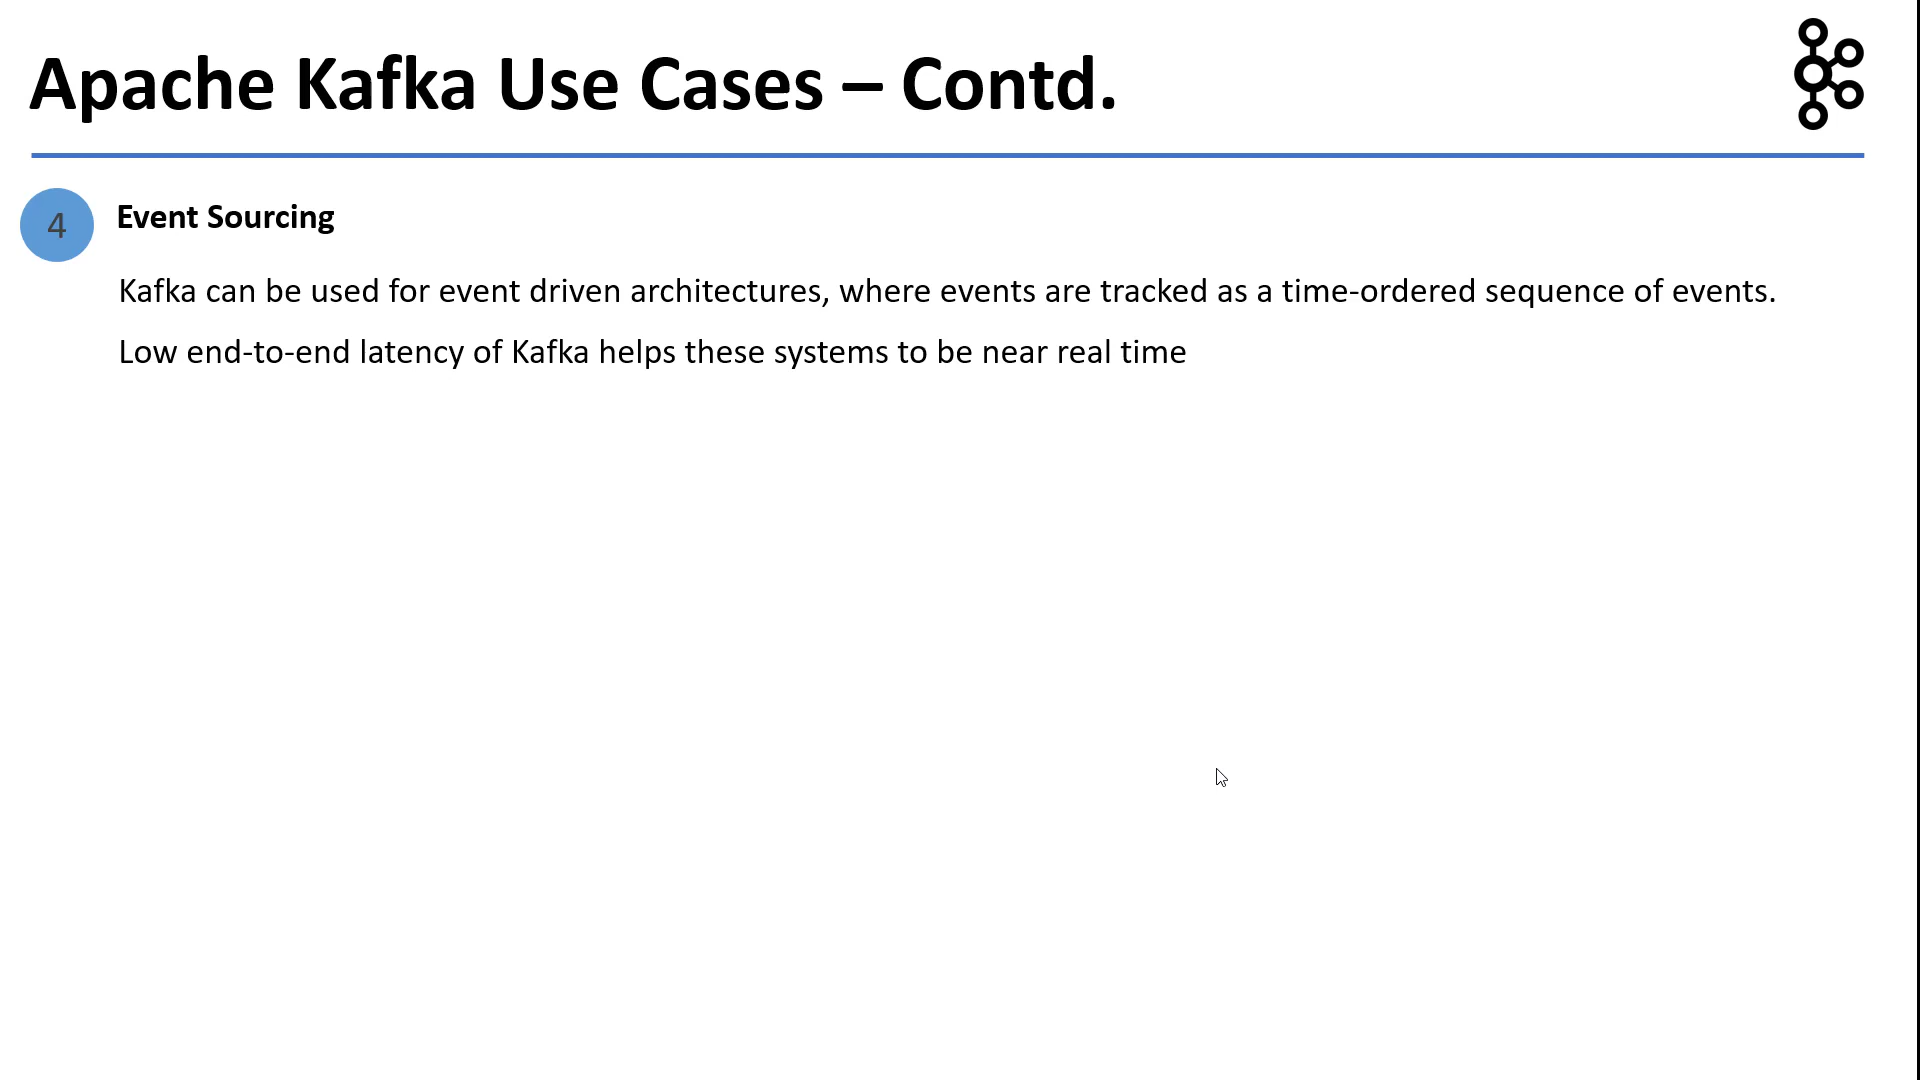 Apache Kafka Use Cases – Contd.
4
Event Sourcing
Kafka can be used for event driven architectures, where events are tracked as a time-ordered sequence of events.
Low end-to-end latency of Kafka helps these systems to be near real time